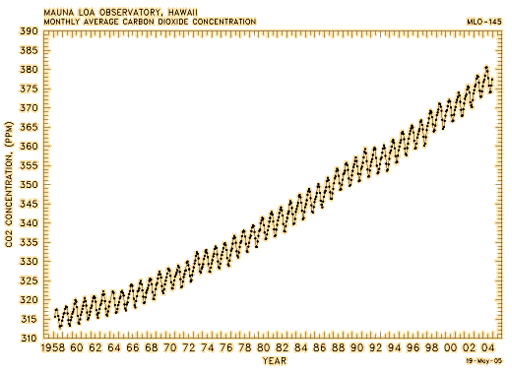 MAUNA LOA OBSERVATORY, HAWAII
MONTHLY AVERAGE CARBON DIOXIDE CONCENTRATION
MLO-145
390
385
380
375
370
365
360
355
350
345
340
335
330
325
320
315
310
CO2 CONCENTRATION, (PPM)
1958 60 62 64 66 68 70 72 74 76 78 80 82 84 86 88 90 92 94 96 98 00 02 04
YEAR
19-May-05